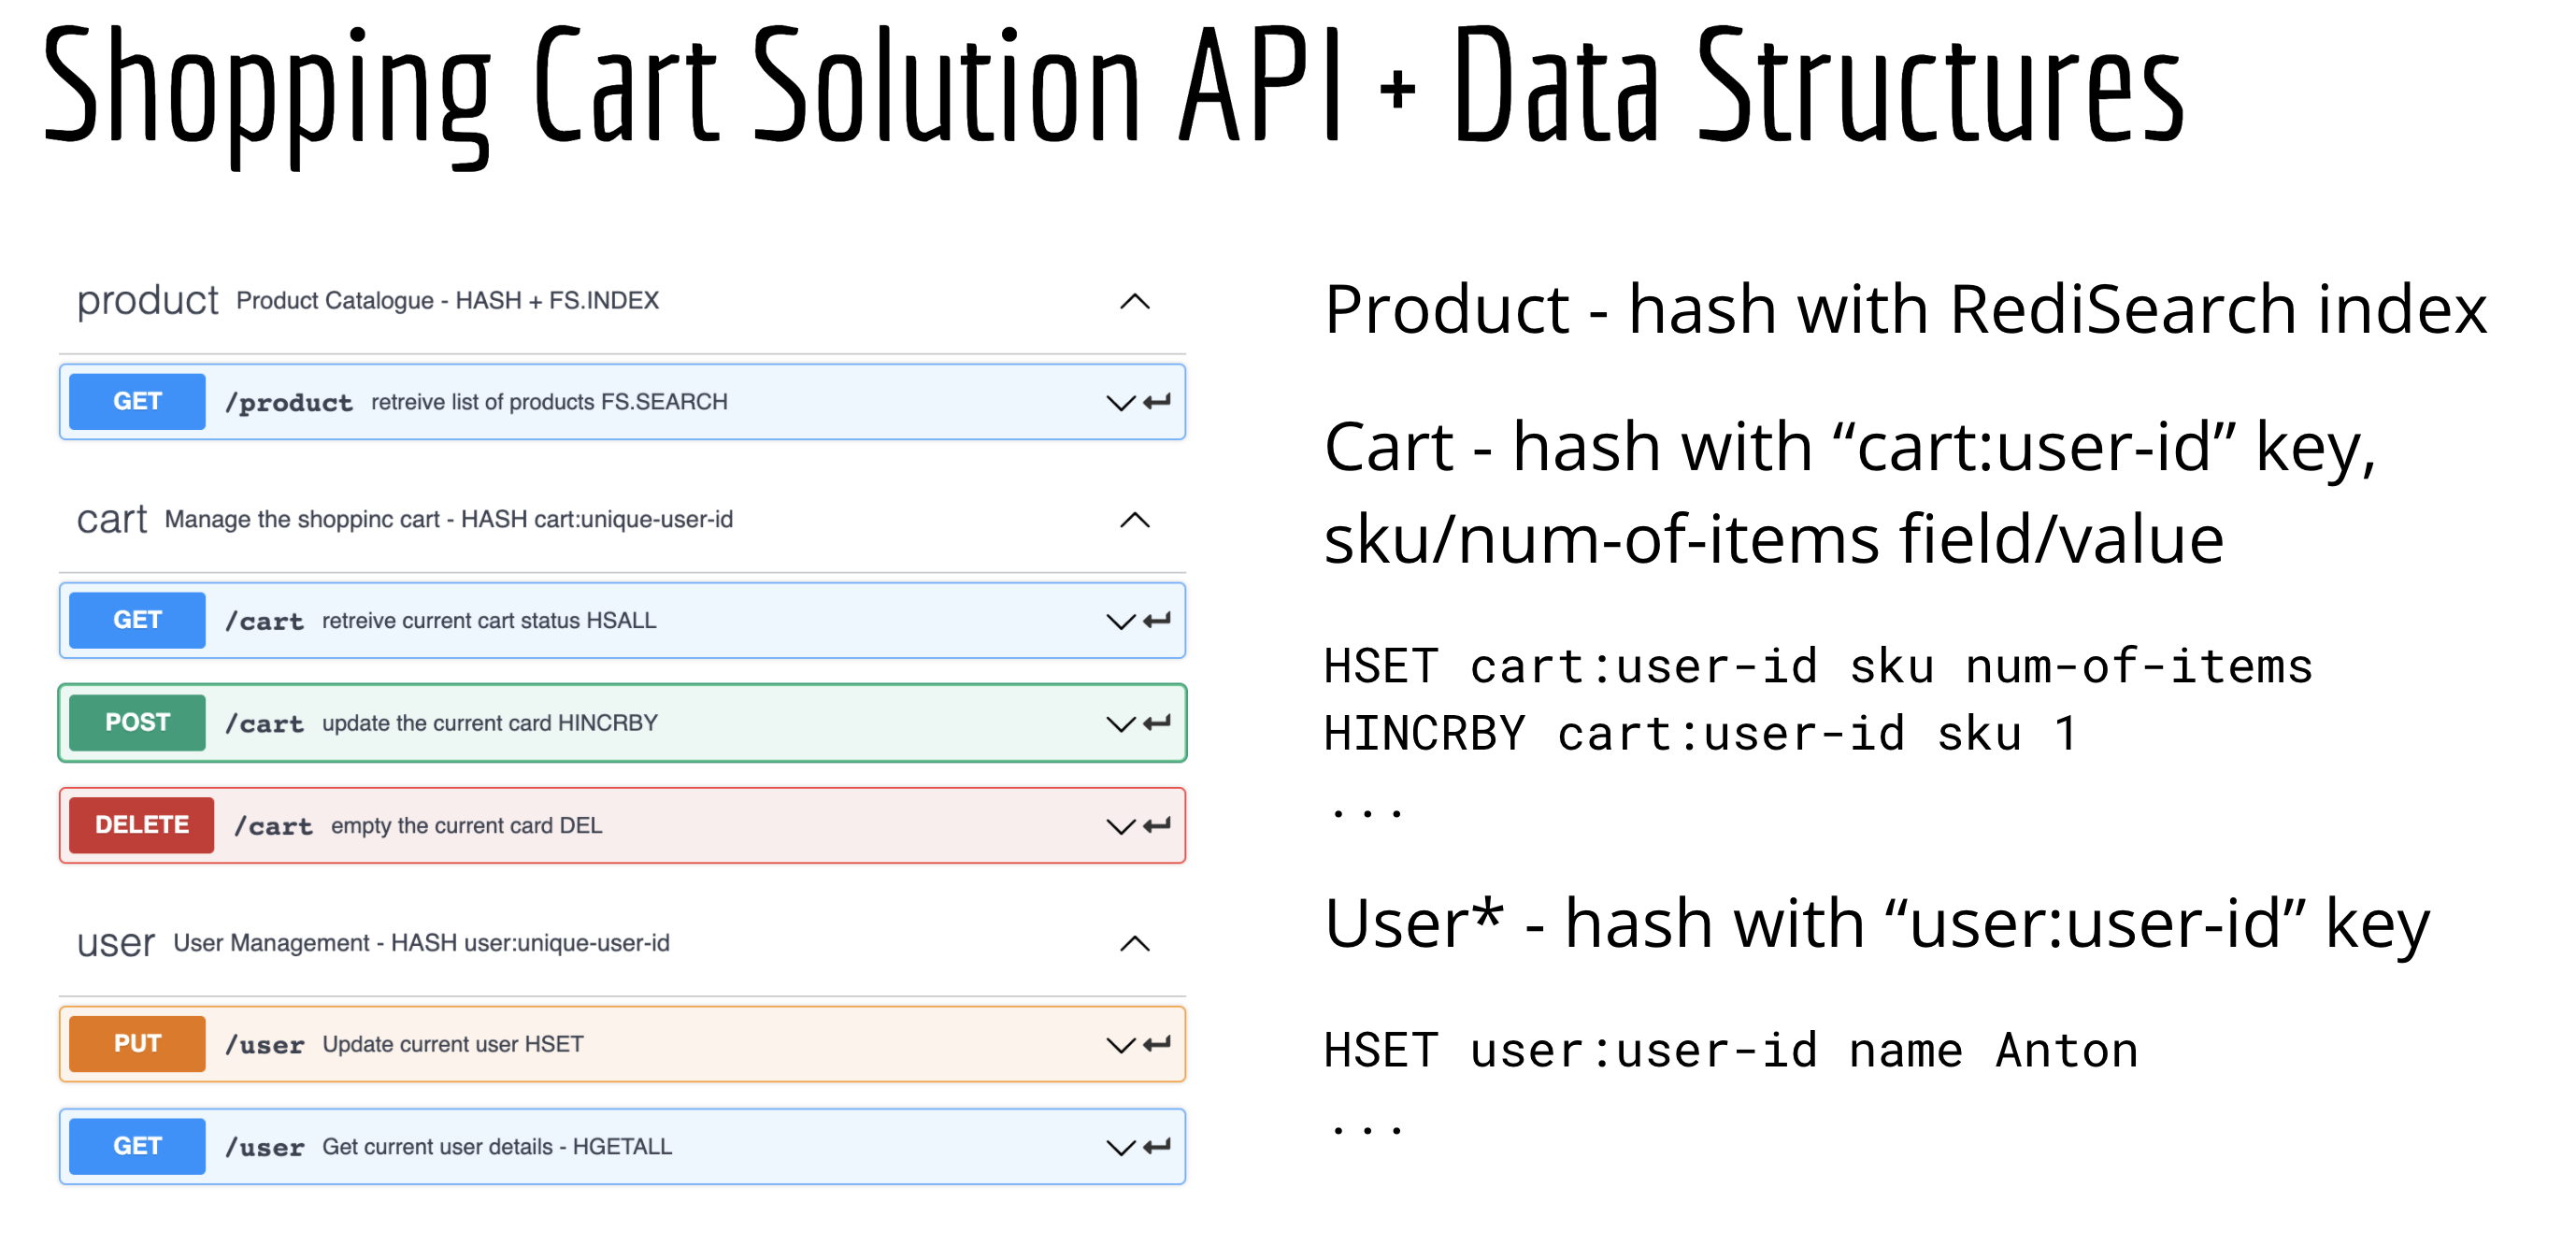 Shopping Cart Solution API + Data Structures
product Product Catalogue - HASH + FS.INDEX
GET /product retreive list of products FS.SEARCH
cart Manage the shoppinc cart - HASH cart:unique-user-id
GET /cart retreive current cart status HSALL
POST /cart update the current card HINCRBY
DELETE /cart empty the current card DEL
user User Management - HASH user:unique-user-id
PUT /user Update current user HSET
GET /user Get current user details - HGETALL
Product - hash with RediSearch index
Cart - hash with “cart:user-id” key,
sku/num-of-items field/value
HSET cart:user-id sku num-of-items
HINCRBY cart:user-id sku 1
...
User* - hash with “user:user-id” key
HSET user:user-id name Anton
...